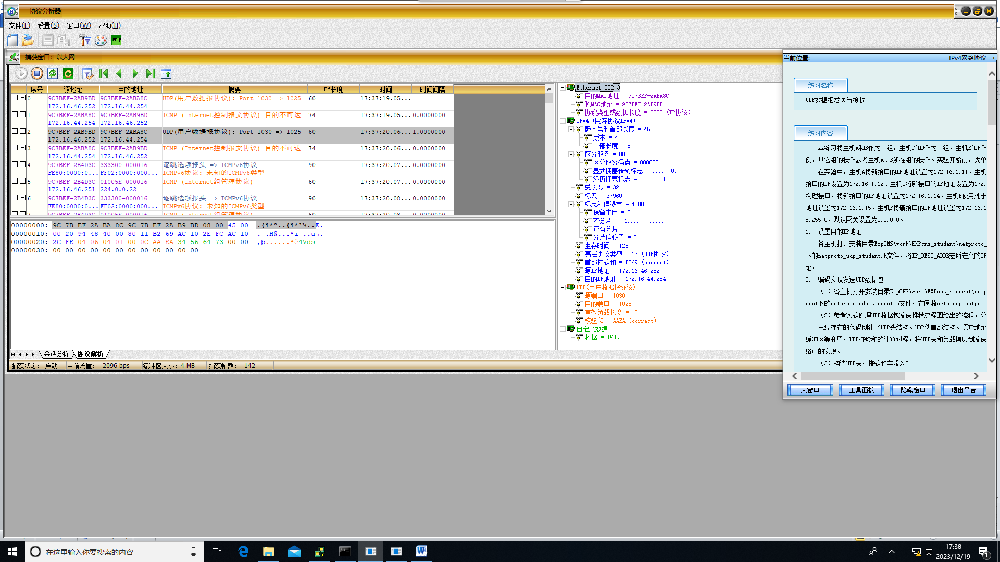 协议分析器
文件(F) 设置(S) 窗口(W) 帮助(H)
捕获窗口: 以太网
- 序号 源地址 目的地址 概要 帧长度 时间 时间间隔
0 9C7BEF-2AB9BD 9C7BEF-2ABA8C UDP(用户数据报协议): Port 1030 => 1025 60 17:37:19.05...
172.16.46.252 172.16.44.254
1 9C7BEF-2ABA8C 9C7BEF-2AB9BD ICMP (Internet控制报文协议) 目的不可达 74 17:37:19.05... 0.0000000
172.16.44.254 172.16.46.252
2 9C7BEF-2AB9BD 9C7BEF-2ABA8C UDP(用户数据报协议): Port 1030 => 1025 60 17:37:20.06... 1.0000000
172.16.46.252 172.16.44.254
3 9C7BEF-2ABA8C 9C7BEF-2AB9BD ICMP (Internet控制报文协议) 目的不可达 74 17:37:20.06... 0.0000000
172.16.44.254 172.16.46.252
4 9C7BEF-2B4D3C 333300-000016 逐跳选项报头 => ICMPv6协议 90 17:37:20.07... 0.0000000
FE80:0000:0... FF02:0000:000... ICMPv6协议: 未知的ICMPv6类型
5 9C7BEF-2B4D3C 01005E-000016 IGMP (Internet组管理协议) 60 17:37:20.07... 0.0000000
172.16.46.251 224.0.0.22
6 9C7BEF-2B4D3C 333300-000016 逐跳选项报头 => ICMPv6协议 90 17:37:20.08... 0.0000000
FE80:0000:0... FF02:0000:000... ICMPv6协议: 未知的ICMPv6类型
7 9C7BEF-2B4D3C 01005E-000016 IGMP (Internet组管理协议) 60 17:37:20.08 0.0000000
00000000: 9C 7B EF 2A BA 8C 9C 7B EF 2A B9 BD 08 00 45 00 .{ï*º..{ï*¹½..E.
00000010: 00 20 94 48 40 00 80 11 B2 69 AC 10 2E FC AC 10 . .H@...²i¬..ü¬.
00000020: 2C FE 04 06 04 01 00 0C AA EA 34 56 64 73 00 00 ,þ......ªê4Vds
00000030: 00 00 00 00 00 00 00 00 00 00 00 00
会话分析 协议解析
捕获状态: 启动 当前流量: 2096 bps 缓冲区大小: 4 MB 捕获帧数: 142
Ethernet 802.3
目的MAC地址 = 9C7BEF-2ABA8C
源MAC地址 = 9C7BEF-2AB9BD
协议类型或数据长度 = 0800 (IP协议)
IPv4 (网际协议IPv4)
版本号和首部长度 = 45
版本 = 4
首部长度 = 5
区分服务 = 00
区分服务码点 = 000000..
显式拥塞传输标志 = ......0.
经历拥塞标志 = .......0
总长度 = 32
标识 = 37960
标志和偏移量 = 4000
保留未用 = 0...............
不分片 = .1..............
还有分片 = ..0.............
分片偏移量 = 0
生存时间 = 128
高层协议类型 = 17 (UDP协议)
首部校验和 = B269 (correct)
源IP地址 = 172.16.46.252
目的IP地址 = 172.16.44.254
UDP(用户数据报协议)
源端口 = 1030
目的端口 = 1025
有效负载长度 = 12
校验和 = AAEA (correct)
自定义数据
数据 = 4Vds
当前位置: IPv4网络协议 →
练习名称
UDP数据报发送与接收
练习内容
本练习将主机A和B作为一组，主机C和D作为一组，主机E和F作
例，其它组的操作参考主机A、B所在组的操作。实验开始前，先单
在实验中，主机A将新接口的IP地址设置为172.16.1.11、主机
接口的IP设置为172.16.1.12、主机C将新接口的IP地址设置为172.
物理接口，将新接口的IP地址设置为172.16.1.14、主机E使用处于
地址设置为172.16.1.15、主机F将新接口的IP地址设置为172.16.1
5.255.0，默认网关设置为0.0.0.0。
1. 设置目的IP地址
各主机打开安装目录ExpCNS\work\EXPcns_student\netproto_
下的netproto_udp_student.h文件，将IP_DEST_ADDR宏所定义的IP
址。
2. 编码实现发送UDP数据包
（1）各主机打开安装目录ExpCNS\work\EXPcns_student\netp
dent下的netproto_udp_student.c文件，在函数netp_udp_output_
（2）参考实验原理UDP数据包发送推荐流程图给出的流程，分
已经存在的代码创建了UDP头结构、UDP伪首部结构、源IP地址
缓冲区等变量，UDP校验和的计算过程，将UDP头和负载拷贝到发送
络中的实现。
（3）构造UDP头，校验和字段为0
大窗口 工具面板 隐藏窗口 退出平台
在这里输入你要搜索的内容
英
17:38
2023/12/19
1